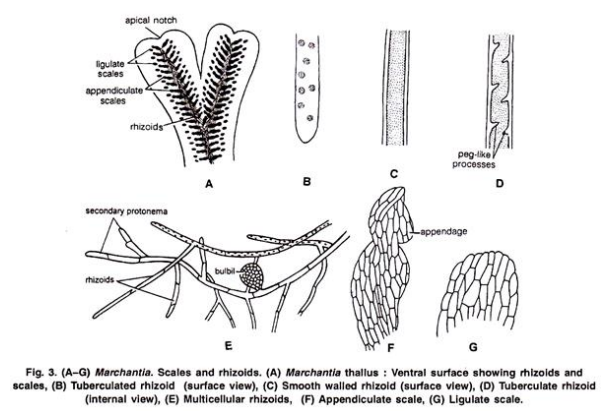 apical notch
ligulate
scales
appendiculate
scales
rhizoids
A
B
C
peg-like
processes
D
secondary protonema
rhizoids
bulbil
E
appendage
F
G
Fig. 3. (A–G) Marchantia. Scales and rhizoids. (A) Marchantia thallus : Ventral surface showing rhizoids and
scales, (B) Tuberculated rhizoid (surface view), (C) Smooth walled rhizoid (surface view), (D) Tuberculate rhizoid
(internal view), (E) Multicellular rhizoids, (F) Appendiculate scale, (G) Ligulate scale.